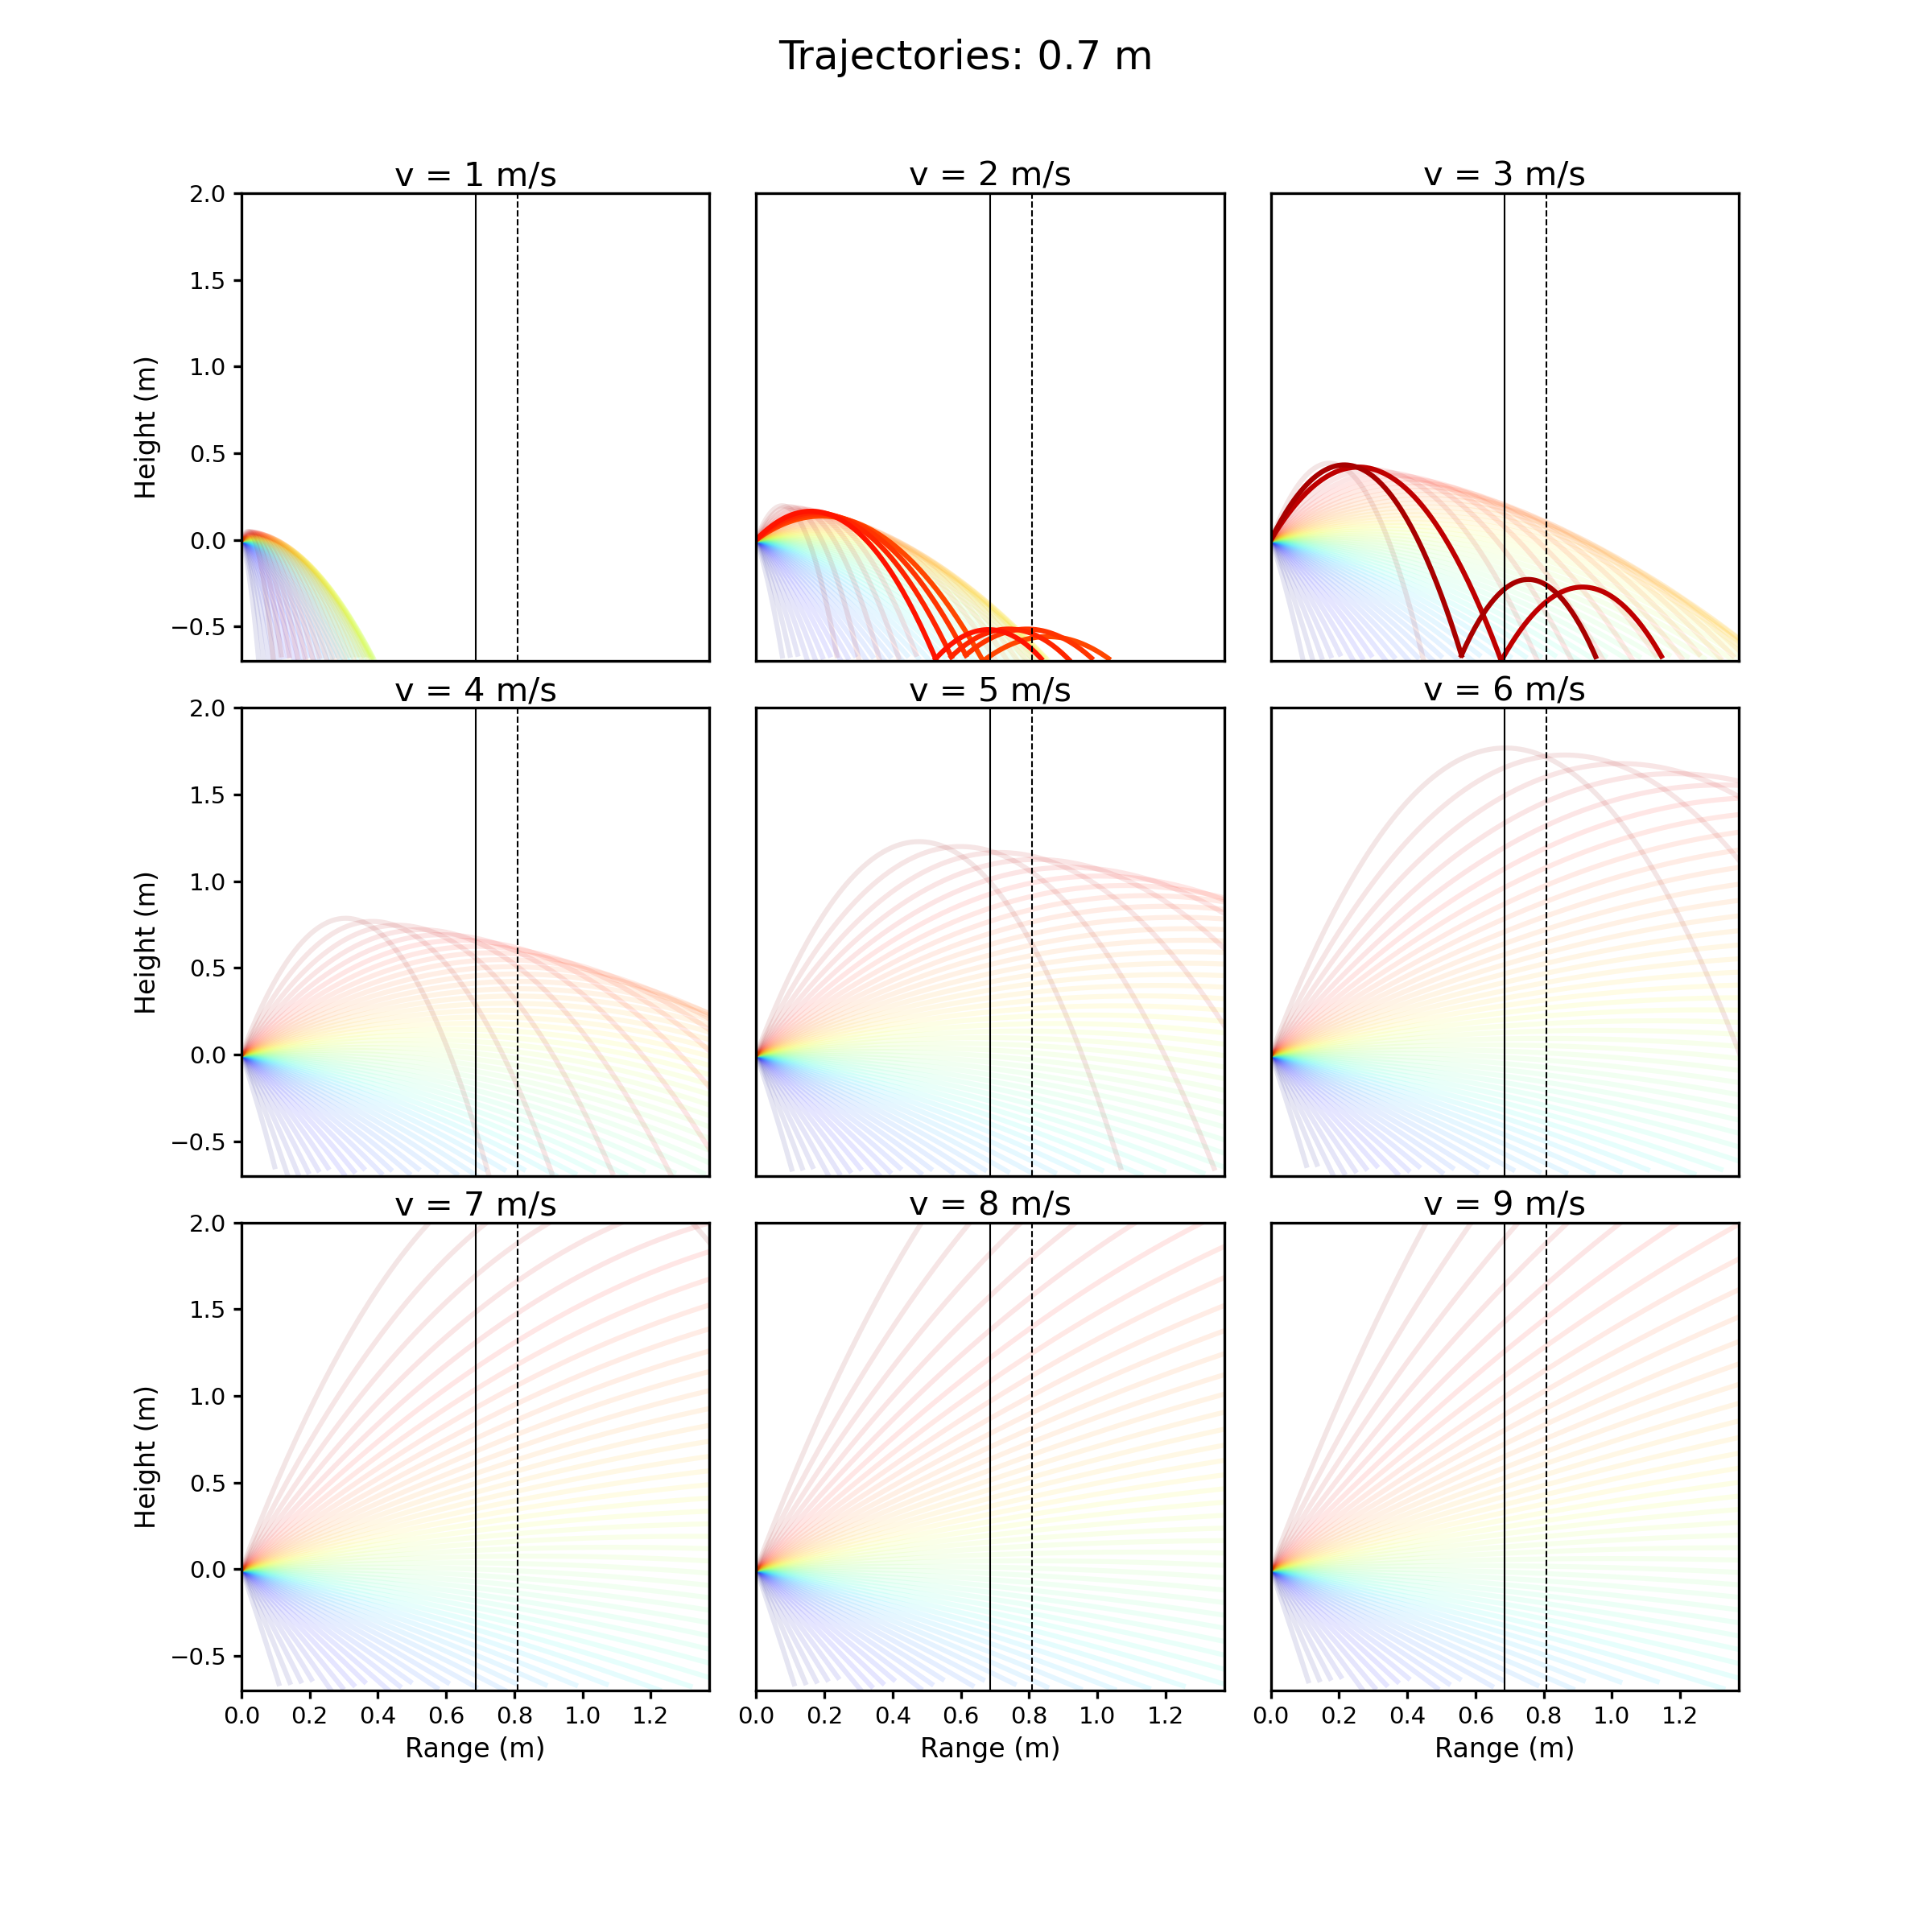 Trajectories: 0.7 m
v = 1 m/s
v = 2 m/s
v = 3 m/s
2.0
1.5
1.0
0.5
0.0
−0.5
Height (m)
v = 4 m/s
v = 5 m/s
v = 6 m/s
2.0
1.5
1.0
0.5
0.0
−0.5
Height (m)
v = 7 m/s
v = 8 m/s
v = 9 m/s
2.0
1.5
1.0
0.5
0.0
−0.5
Height (m)
0.0 0.2 0.4 0.6 0.8 1.0 1.2
0.0 0.2 0.4 0.6 0.8 1.0 1.2
0.0 0.2 0.4 0.6 0.8 1.0 1.2
Range (m)
Range (m)
Range (m)